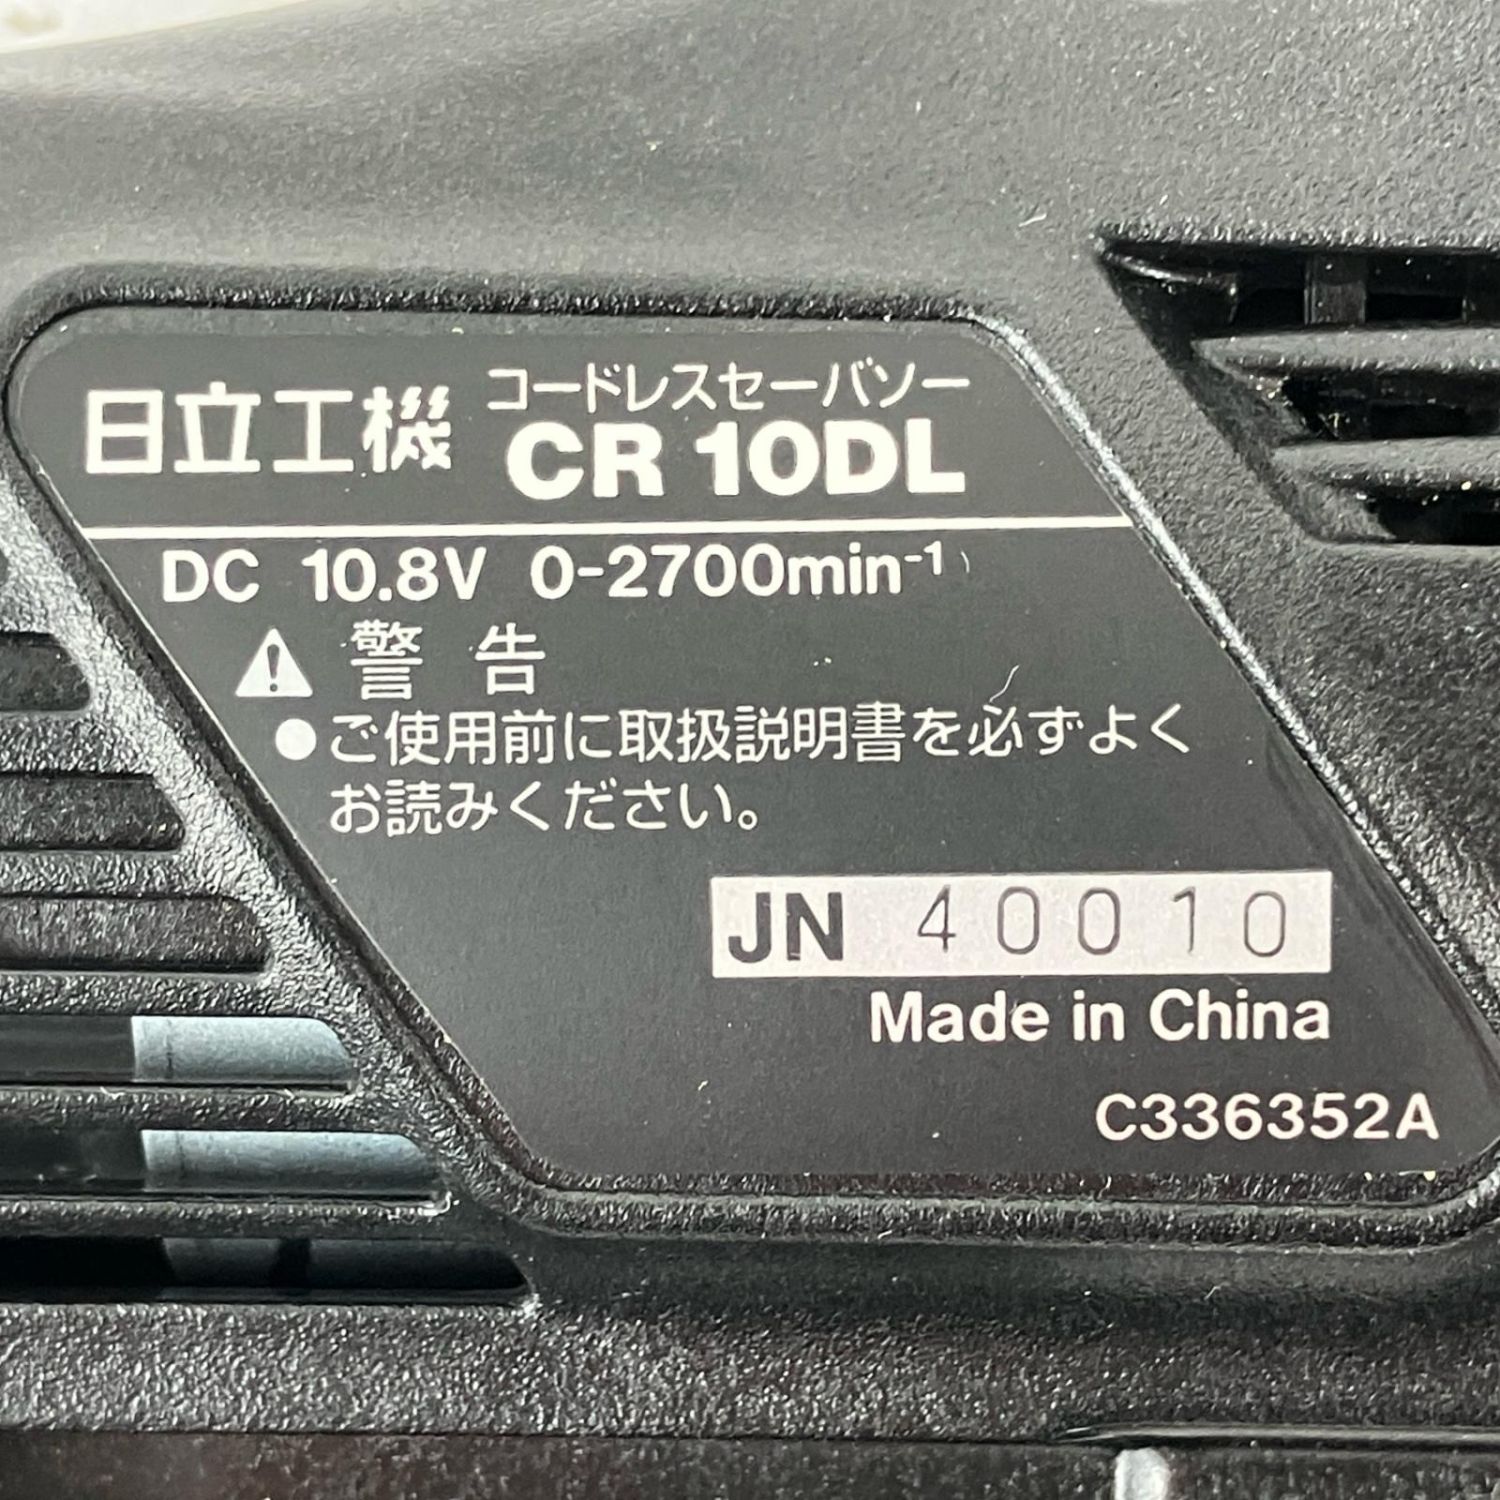 日立工機 コードレスセーバソー
CR 10DL
DC 10.8V 0-2700min⁻¹
警 告
●ご使用前に取扱説明書を必ずよく
お読みください。
JN 40010
Made in China
C336352A